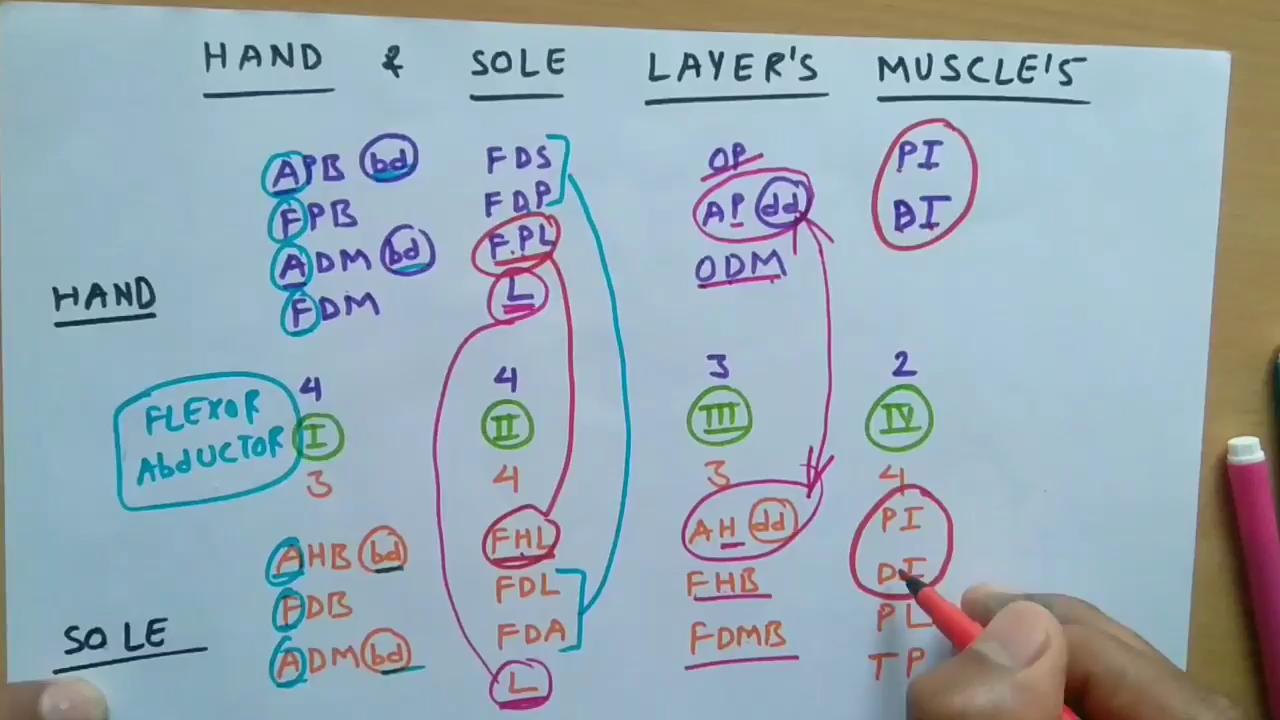 HAND & SOLE LAYER'S MUSCLE'S
HAND
APB bd
FPB
ADM bd
FDM
FDS
FDP
F.PL
L
OP
AP dd
ODM
PI
DI
4 4 3 2
FLEXOR
AbDUCTOR
I II III IV
3 4 3 4
SOLE
AHB bd
FDB
ADM bd
FHL
FDL
FDA
L
AH dd
FHB
FDMB
PI
DI
PL
TP